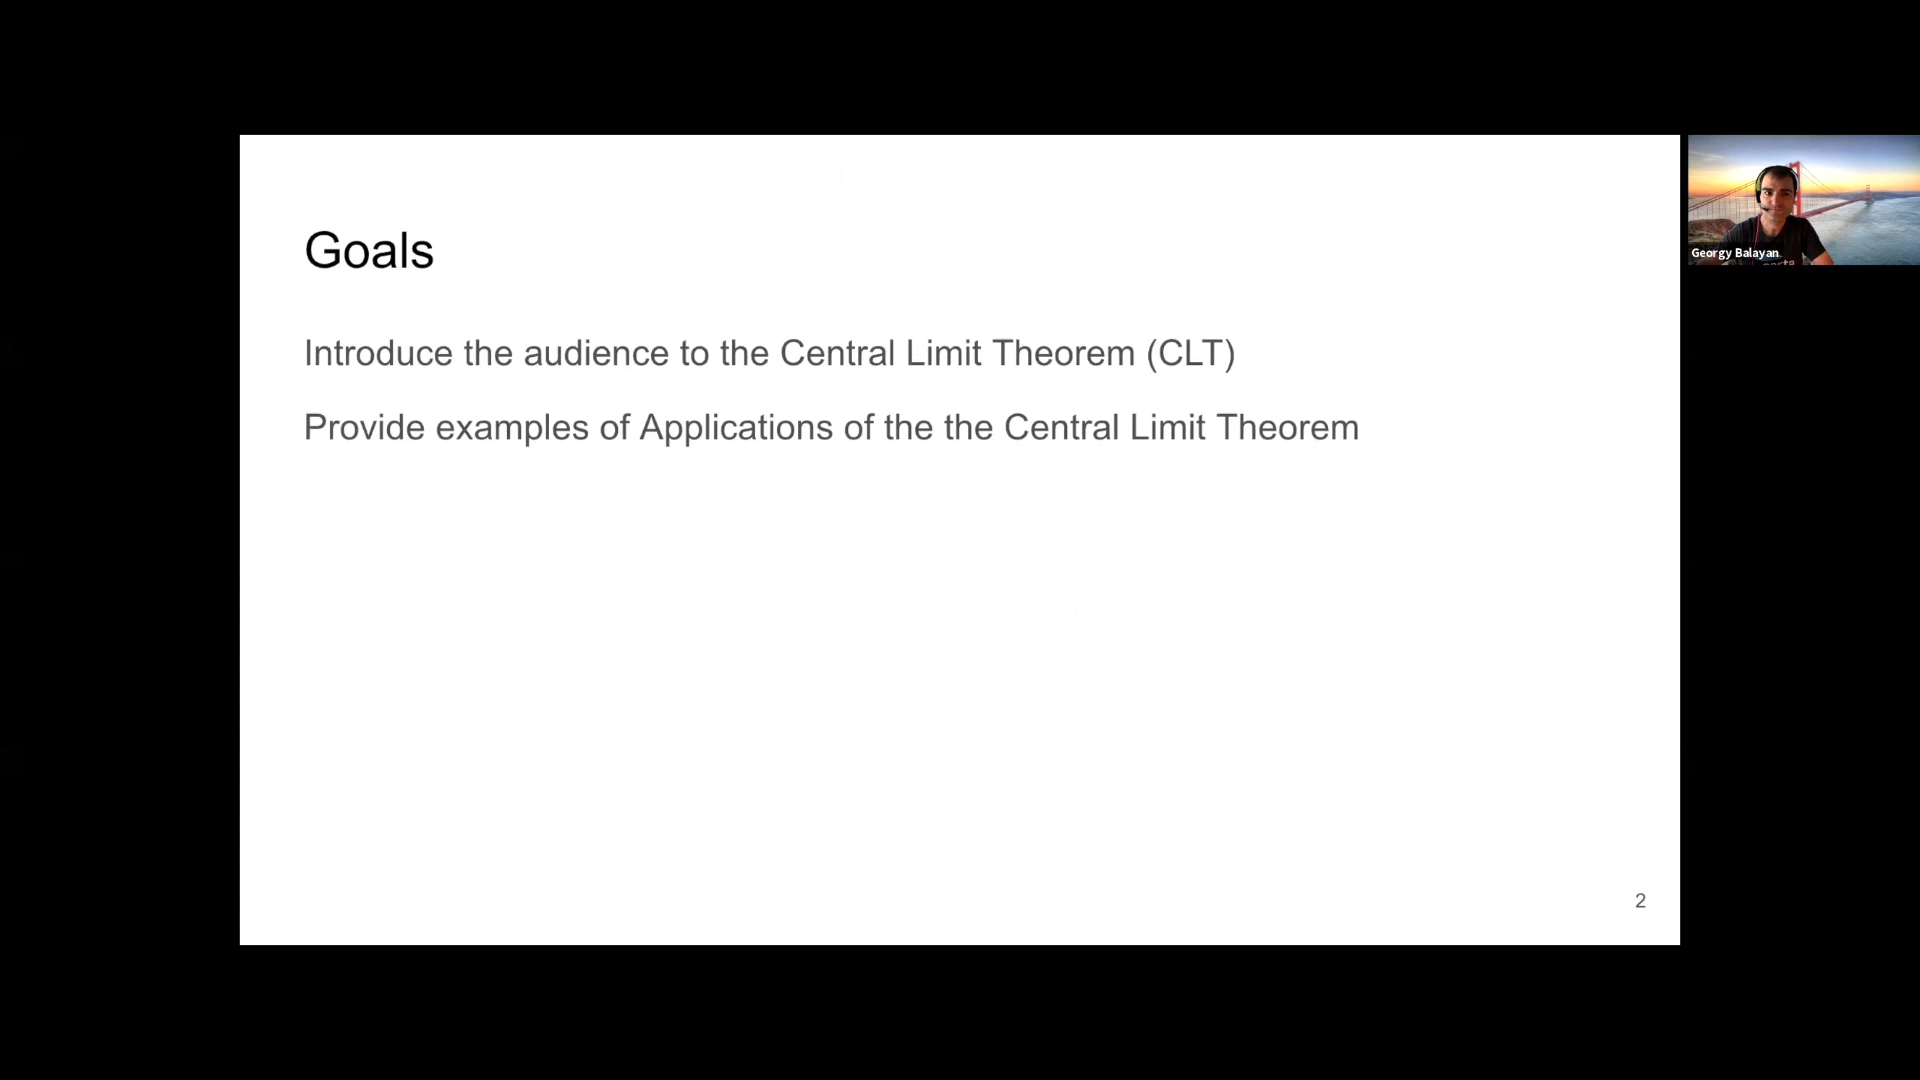 Goals
Introduce the audience to the Central Limit Theorem (CLT)
Provide examples of Applications of the the Central Limit Theorem
2
Georgy Balayan